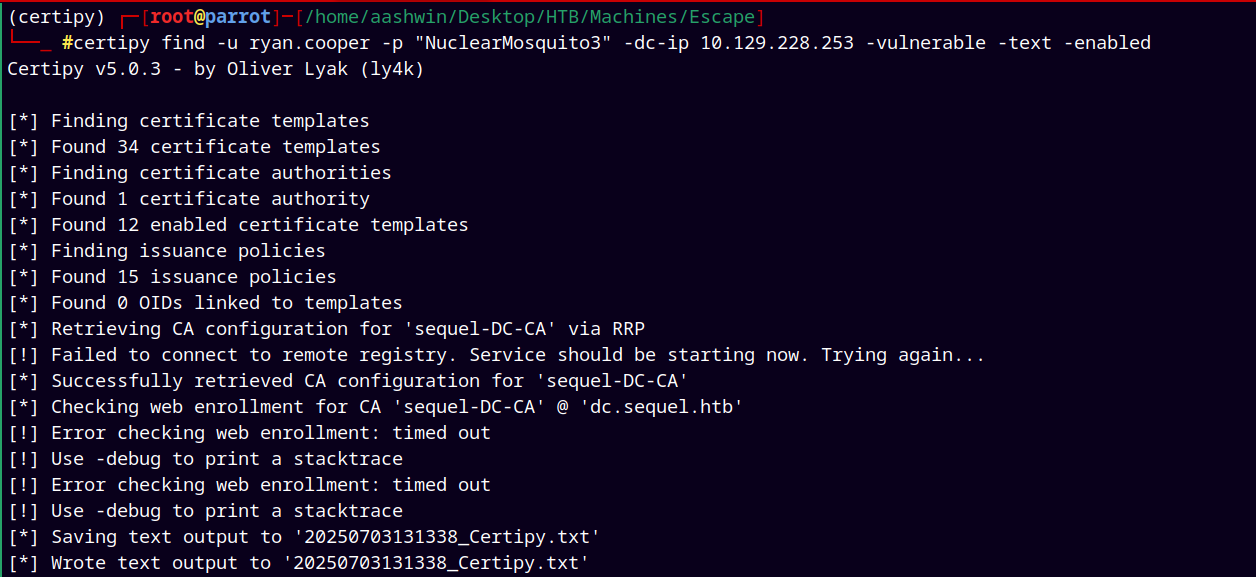 (certipy) ┌─[root@parrot]─[/home/aashwin/Desktop/HTB/Machines/Escape]
└──╼ #certipy find -u ryan.cooper -p "NuclearMosquito3" -dc-ip 10.129.228.253 -vulnerable -text -enabled
Certipy v5.0.3 - by Oliver Lyak (ly4k)
[*] Finding certificate templates
[*] Found 34 certificate templates
[*] Finding certificate authorities
[*] Found 1 certificate authority
[*] Found 12 enabled certificate templates
[*] Finding issuance policies
[*] Found 15 issuance policies
[*] Found 0 OIDs linked to templates
[*] Retrieving CA configuration for 'sequel-DC-CA' via RRP
[!] Failed to connect to remote registry. Service should be starting now. Trying again...
[*] Successfully retrieved CA configuration for 'sequel-DC-CA'
[*] Checking web enrollment for CA 'sequel-DC-CA' @ 'dc.sequel.htb'
[!] Error checking web enrollment: timed out
[!] Use -debug to print a stacktrace
[!] Error checking web enrollment: timed out
[!] Use -debug to print a stacktrace
[*] Saving text output to '20250703131338_Certipy.txt'
[*] Wrote text output to '20250703131338_Certipy.txt'